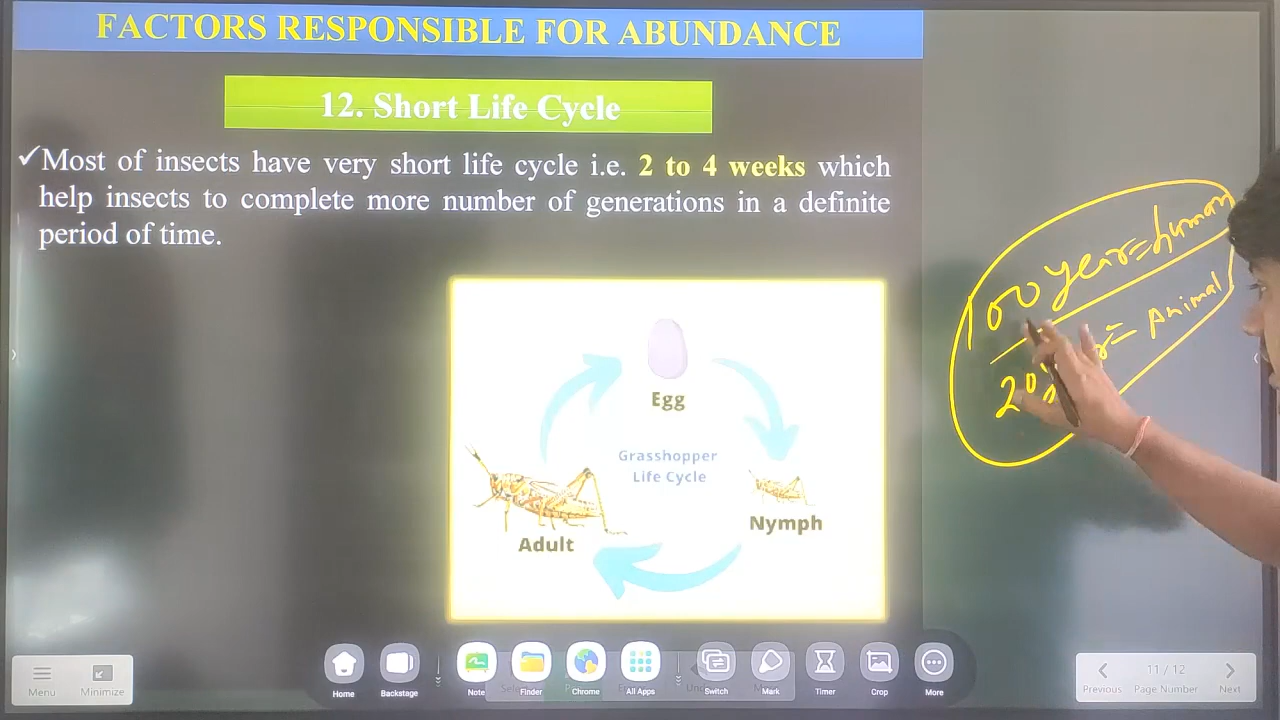 FACTORS RESPONSIBLE FOR ABUNDANCE
12. Short Life Cycle
✓Most of insects have very short life cycle i.e. 2 to 4 weeks which
help insects to complete more number of generations in a definite
period of time.
100 year=human
20 = Animal
Egg
Grasshopper
Life Cycle
Nymph
Adult
Menu
Minimize
Home
Backstage
Note
Finder
Chrome
All Apps
Switch
Mark
Timer
Crop
More
Previous
11 / 12
Page Number
Next